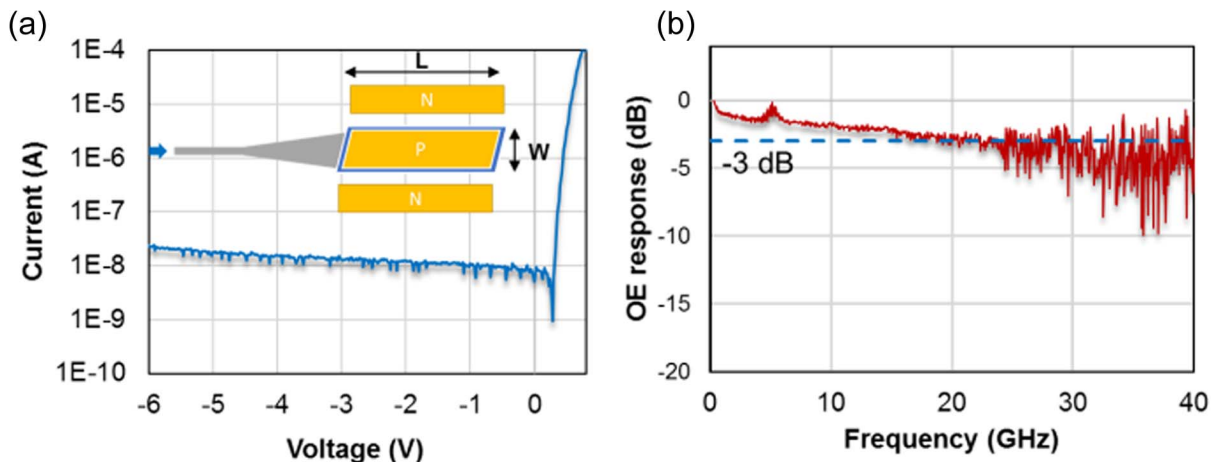 (a)
1E-4
1E-5
1E-6
1E-7
1E-8
1E-9
1E-10
Current (A)
L
N
P
W
N
-6 -5 -4 -3 -2 -1 0
Voltage (V)
(b)
0
-5
-10
-15
-20
OE response (dB)
-3 dB
0 10 20 30 40
Frequency (GHz)